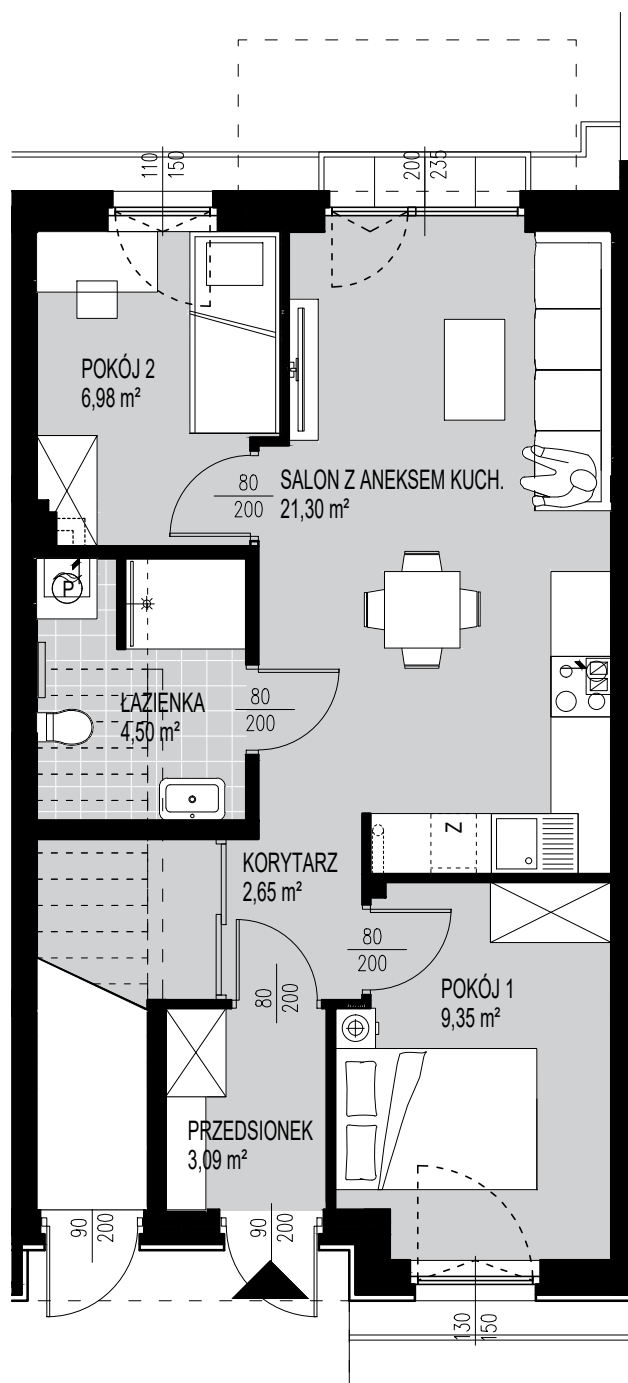 110
150
200
235
POKÓJ 2
6,98 m²
80
200
SALON Z ANEKSEM KUCH.
21,30 m²
P
ŁAZIENKA
4,50 m²
80
200
Z
KORYTARZ
2,65 m²
80
200
80
200
POKÓJ 1
9,35 m²
PRZEDSIONEK
3,09 m²
90
200
90
200
130
150